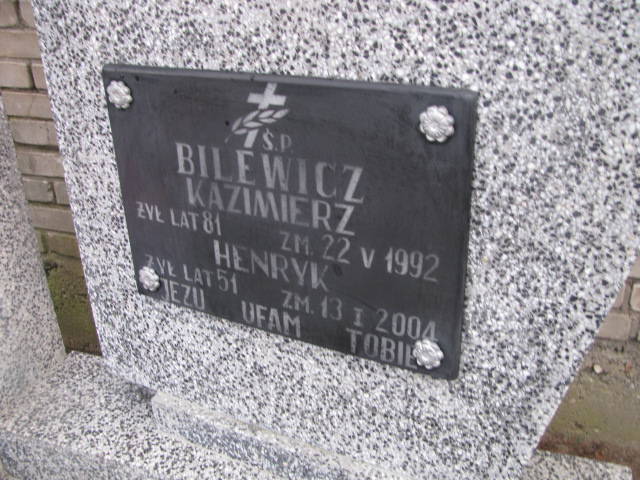 Ś.P.
BILEWICZ
KAZIMIERZ
ŻYŁ LAT 81 ZM. 22 V 1992
HENRYK
ŻYŁ LAT 51 ZM. 13 I 2004
JEZU UFAM TOBIE